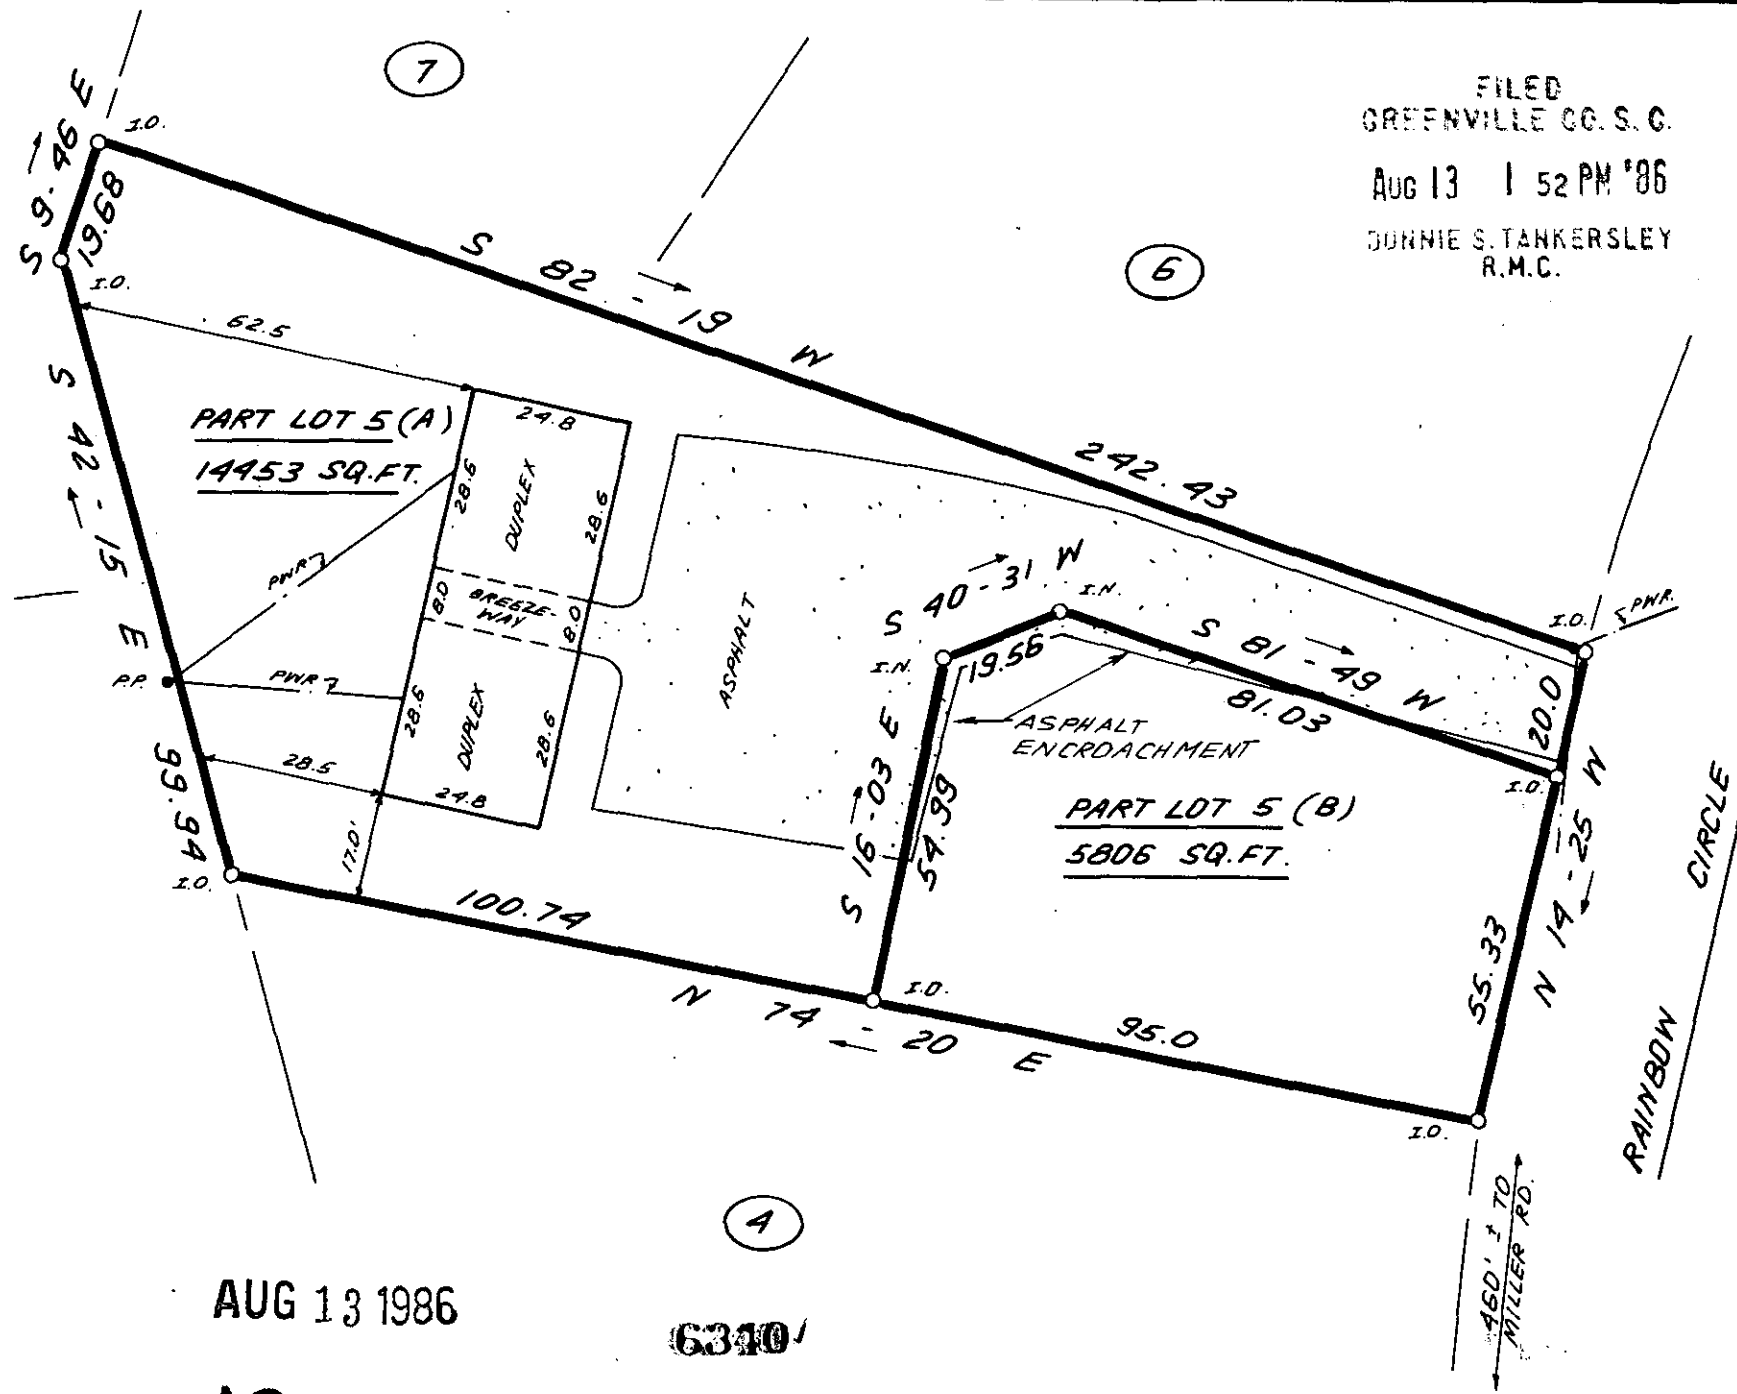 7
FILED
GREENVILLE CO. S. C.
AUG 13 1 52 PM '86
DONNIE S. TANKERSLEY
R.M.C.
6
S 9-46 E
19.68
I.O.
I.O.
S 82-19 W
242.43
62.5
PART LOT 5 (A)
14453 SQ.FT.
24.8
28.6
DUPLEX
28.6
8.0
BREEZE-
WAY
8.0
PWR
PWR
P.P.
28.6
DUPLEX
28.6
28.5
24.8
17.0'
S 42-15 E
99.94
I.O.
ASPHALT
S 40-31 W
19.56
I.N.
I.N.
S 81-49 W
81.03
ASPHALT
ENCROACHMENT
S 16-03 E
54.99
I.O.
PWR.
20.0
I.O.
PART LOT 5 (B)
5806 SQ.FT.
N 14-25 W
55.33
RAINBOW CIRCLE
100.74
N 74-20 E
I.O.
95.0
I.O.
460' ± TO
MILLER RD.
4
AUG 13 1986
6340